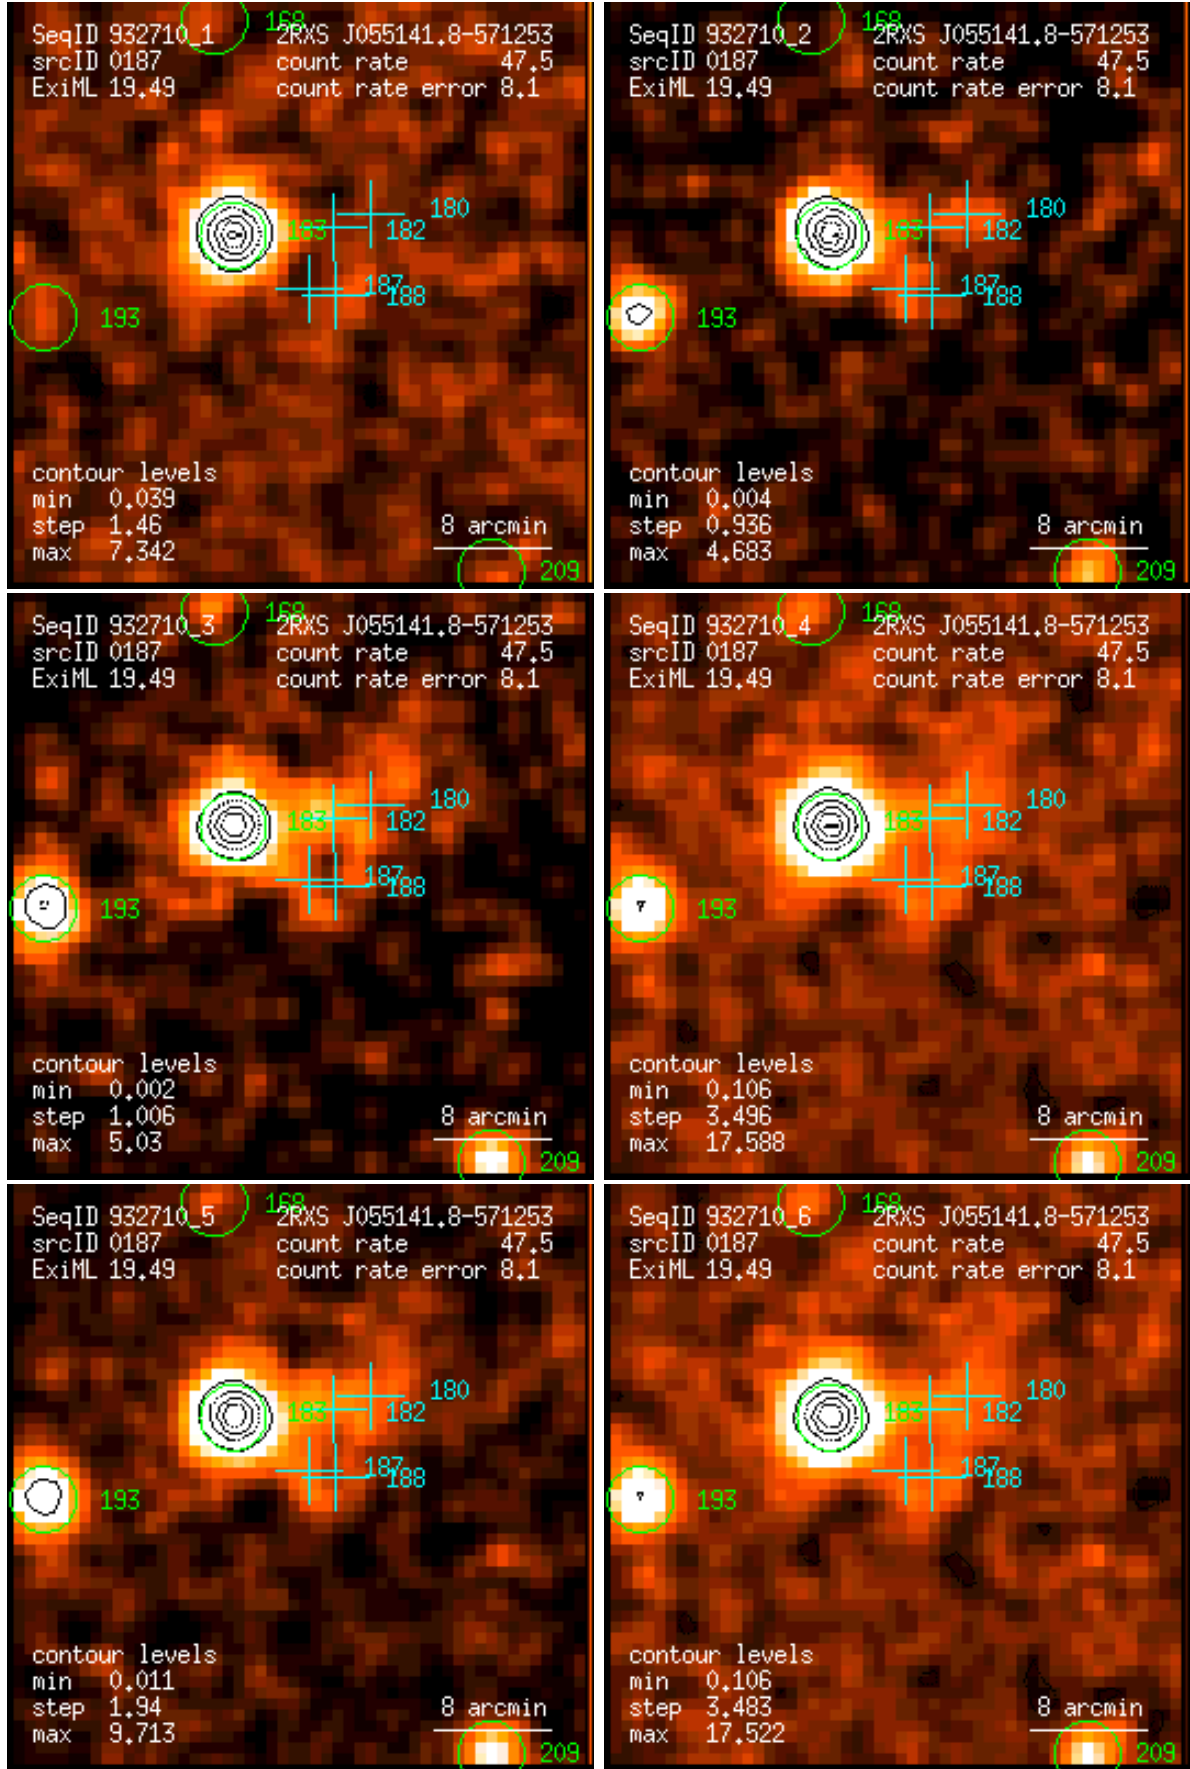 168
SeqID 932710_1 2RXS J055141.8-571253
srcID 0187 count rate 47.5
ExiML 19.49 count rate error 8.1
180
183 182
187
188
193
contour levels
min 0.039
step 1.46 8 arcmin
max 7.342
209
168
SeqID 932710_2 2RXS J055141.8-571253
srcID 0187 count rate 47.5
ExiML 19.49 count rate error 8.1
180
183 182
187
188
193
contour levels
min 0.004
step 0.936 8 arcmin
max 4.683
209
168
SeqID 932710_3 2RXS J055141.8-571253
srcID 0187 count rate 47.5
ExiML 19.49 count rate error 8.1
180
183 182
187
188
193
contour levels
min 0.002
step 1.006 8 arcmin
max 5.03
209
168
SeqID 932710_4 2RXS J055141.8-571253
srcID 0187 count rate 47.5
ExiML 19.49 count rate error 8.1
180
183 182
187
188
193
contour levels
min 0.106
step 3.496 8 arcmin
max 17.588
209
168
SeqID 932710_5 2RXS J055141.8-571253
srcID 0187 count rate 47.5
ExiML 19.49 count rate error 8.1
180
183 182
187
188
193
contour levels
min 0.011
step 1.94 8 arcmin
max 9.713
209
168
SeqID 932710_6 2RXS J055141.8-571253
srcID 0187 count rate 47.5
ExiML 19.49 count rate error 8.1
180
183 182
187
188
193
contour levels
min 0.106
step 3.483 8 arcmin
max 17.522
209